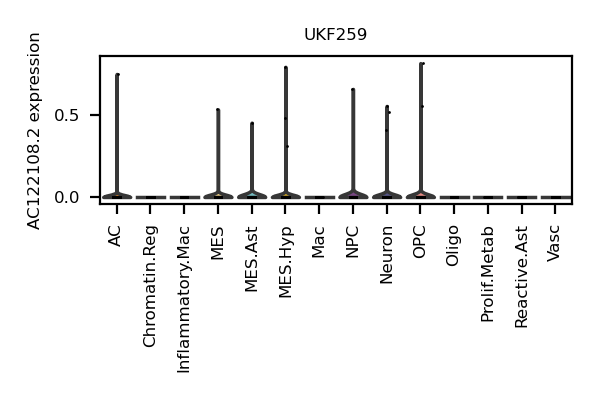 UKF259
AC122108.2 expression
0.5
0.0
AC
Chromatin.Reg
Inflammatory.Mac
MES
MES.Ast
MES.Hyp
Mac
NPC
Neuron
OPC
Oligo
Prolif.Metab
Reactive.Ast
Vasc